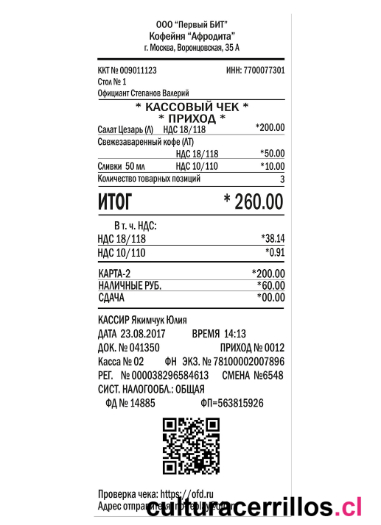 ООО "Первый БИТ"
Кофейня "Афродита"
г. Москва, Воронцовская, 35 А
ККТ № 009011123 ИНН: 7700077301
Стол № 1
Официант Степанов Валерий
* КАССОВЫЙ ЧЕК *
* ПРИХОД *
Салат Цезарь (Л) НДС 18/118 *200.00
Свежезаваренный кофе (ЛТ)
НДС 18/118 *50.00
Сливки 50 мл НДС 10/110 *10.00
Количество товарных позиций 3
ИТОГ * 260.00
В т. ч. НДС:
НДС 18/118 *38.14
НДС 10/110 *0.91
КАРТА-2 *200.00
НАЛИЧНЫЕ РУБ. *60.00
СДАЧА *00.00
КАССИР Якимчук Юлия
ДАТА 23.08.2017 ВРЕМЯ 14:13
ДОК. № 041350 ПРИХОД № 0012
Касса № 02 ФН ЭКЗ. № 78100002007896
РЕГ. № 000038296584613 СМЕНА №6548
СИСТ. НАЛОГООБЛ.: ОБЩАЯ
ФД № 14885 ФП=563815926
Проверка чека: https://ofd.ru
Адрес отправителя:
culturacerrillos.cl